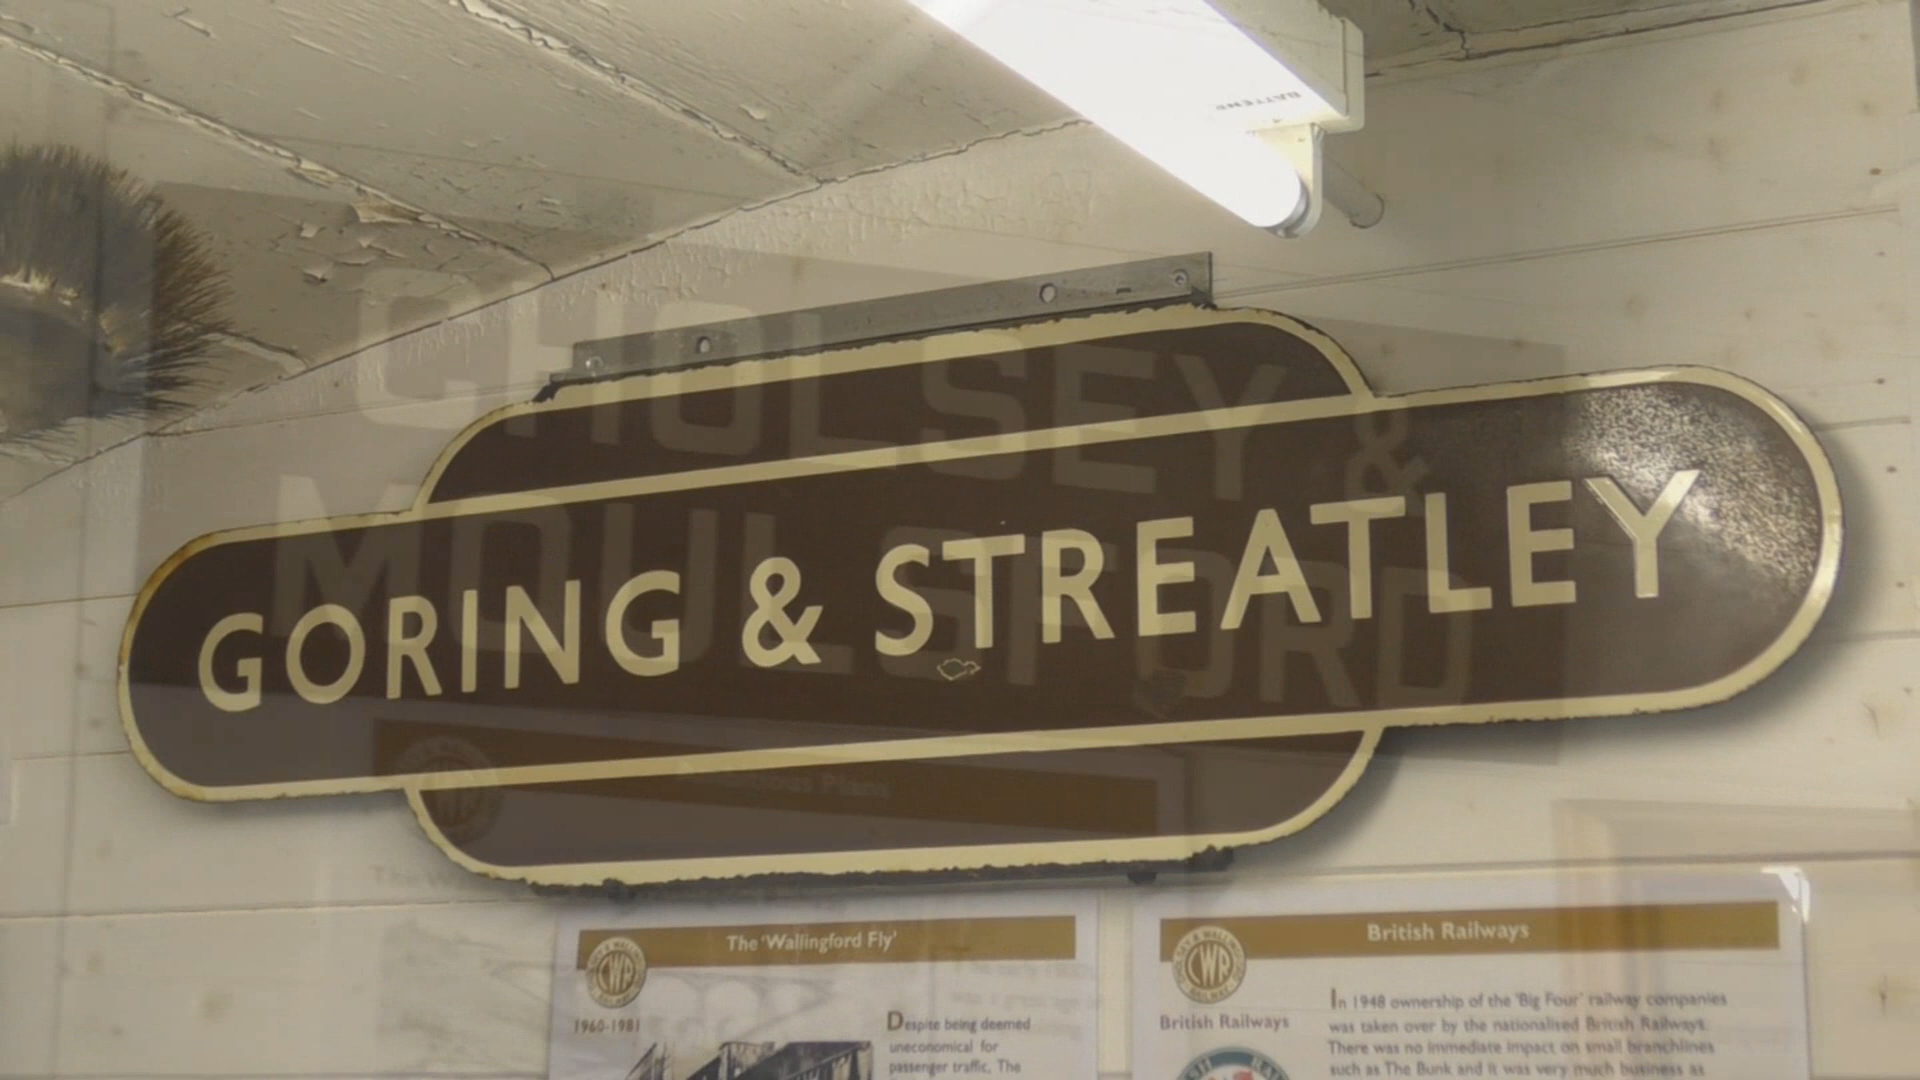 BATTENS
CHOLSEY &
MOULSFORD
GORING & STREATLEY
The 'Wallingford Fly'
CWR
1960-1981
Despite being deemed
uneconomical for
passenger traffic, The
British Railways
CWR
British Railways
In 1948 ownership of the 'Big Four' railway companies
was taken over by the nationalised British Railways.
There was no immediate impact on small branchlines
such as The Bunk and it was very much business as